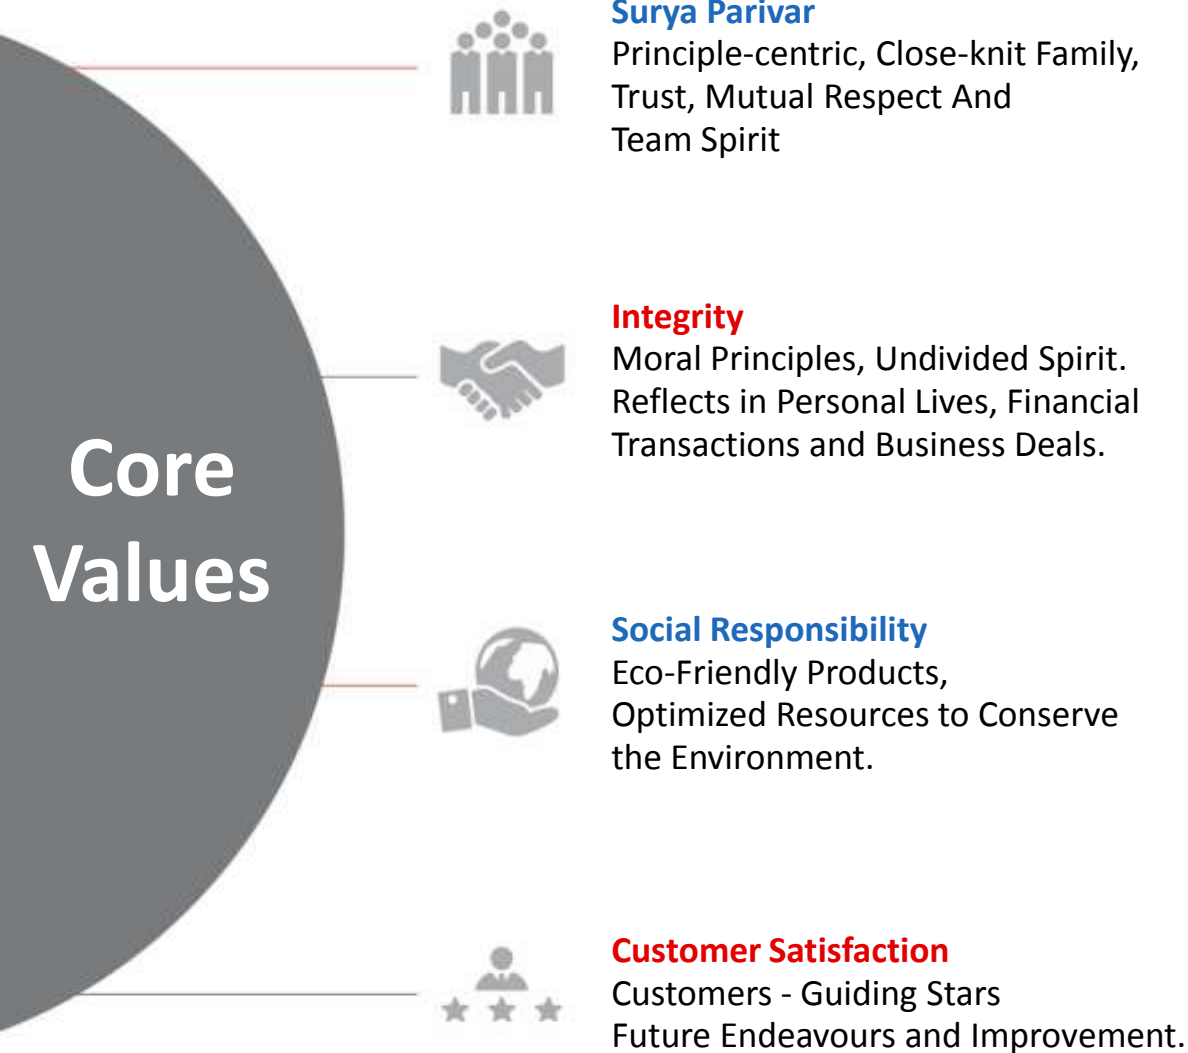 Surya Parivar
Principle-centric, Close-knit Family,
Trust, Mutual Respect And
Team Spirit
Integrity
Moral Principles, Undivided Spirit.
Reflects in Personal Lives, Financial
Transactions and Business Deals.
Core
Values
Social Responsibility
Eco-Friendly Products,
Optimized Resources to Conserve
the Environment.
Customer Satisfaction
Customers - Guiding Stars
Future Endeavours and Improvement.